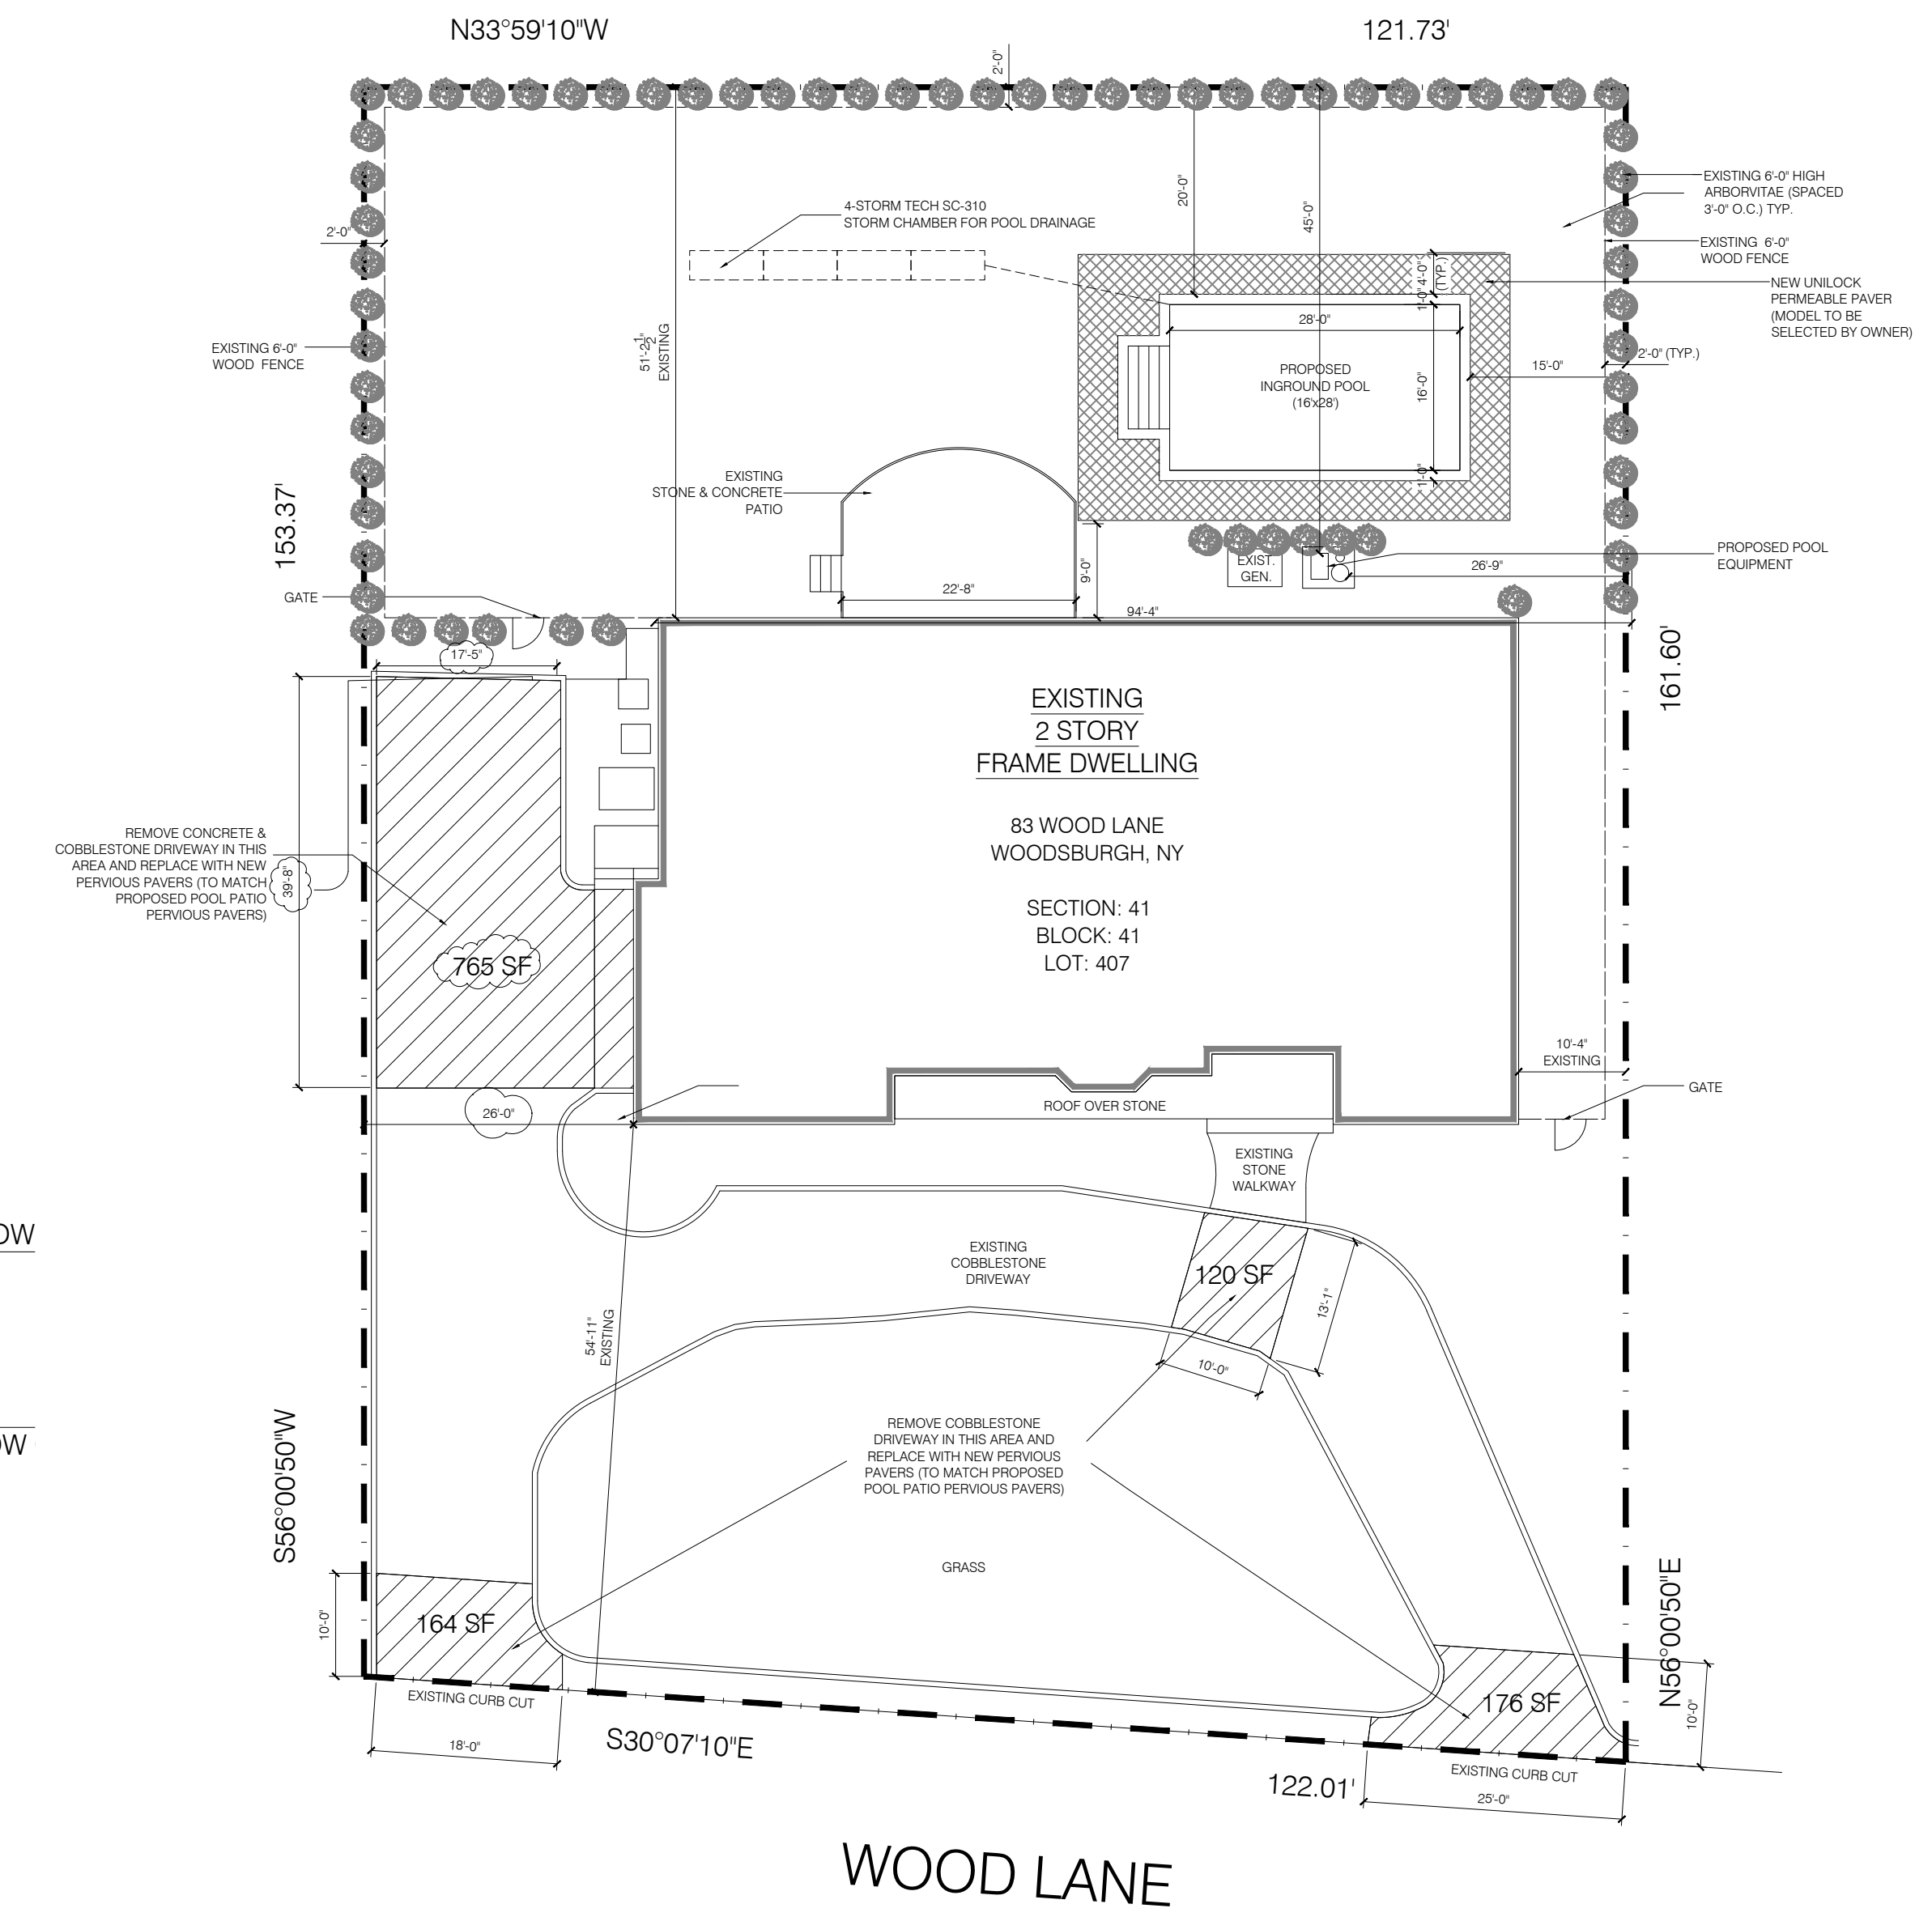 N33°59'10"W
121.73'
2'-0"
EXISTING 6'-0" HIGH
ARBORVITAE (SPACED
3'-0" O.C.) TYP.
20'-0"
45'-0"
4-STORM TECH SC-310
STORM CHAMBER FOR POOL DRAINAGE
2'-0"
EXISTING 6'-0"
WOOD FENCE
4'-0"
(TYP.)
1'-0"
NEW UNILOCK
PERMEABLE PAVER
(MODEL TO BE
SELECTED BY OWNER)
28'-0"
51'-2½"
EXISTING
EXISTING 6'-0"
WOOD FENCE
2'-0" (TYP.)
15'-0"
PROPOSED
INGROUND POOL
(16'x28')
16'-0"
1'-0"
EXISTING
STONE & CONCRETE
PATIO
153.37'
PROPOSED POOL
EQUIPMENT
EXIST.
GEN.
26'-9"
9'-0"
22'-8"
GATE
94'-4"
17'-5"
161.60'
EXISTING
2 STORY
FRAME DWELLING
83 WOOD LANE
WOODSBURGH, NY
SECTION: 41
BLOCK: 41
LOT: 407
REMOVE CONCRETE &
COBBLESTONE DRIVEWAY IN THIS
AREA AND REPLACE WITH NEW
PERVIOUS PAVERS (TO MATCH
PROPOSED POOL PATIO
PERVIOUS PAVERS)
39'-8"
765 SF
10'-4"
EXISTING
GATE
26'-0"
ROOF OVER STONE
EXISTING
STONE
WALKWAY
OW
EXISTING
COBBLESTONE
DRIVEWAY
120 SF
13'-1"
54'-11"
EXISTING
10'-0"
REMOVE COBBLESTONE
DRIVEWAY IN THIS AREA AND
REPLACE WITH NEW PERVIOUS
PAVERS (TO MATCH PROPOSED
POOL PATIO PERVIOUS PAVERS)
OW
S56°00'50"W
GRASS
N56°00'50"E
10'-0"
164 SF
176 SF
10'-0"
EXISTING CURB CUT
18'-0"
S30°07'10"E
EXISTING CURB CUT
122.01'
25'-0"
WOOD LANE